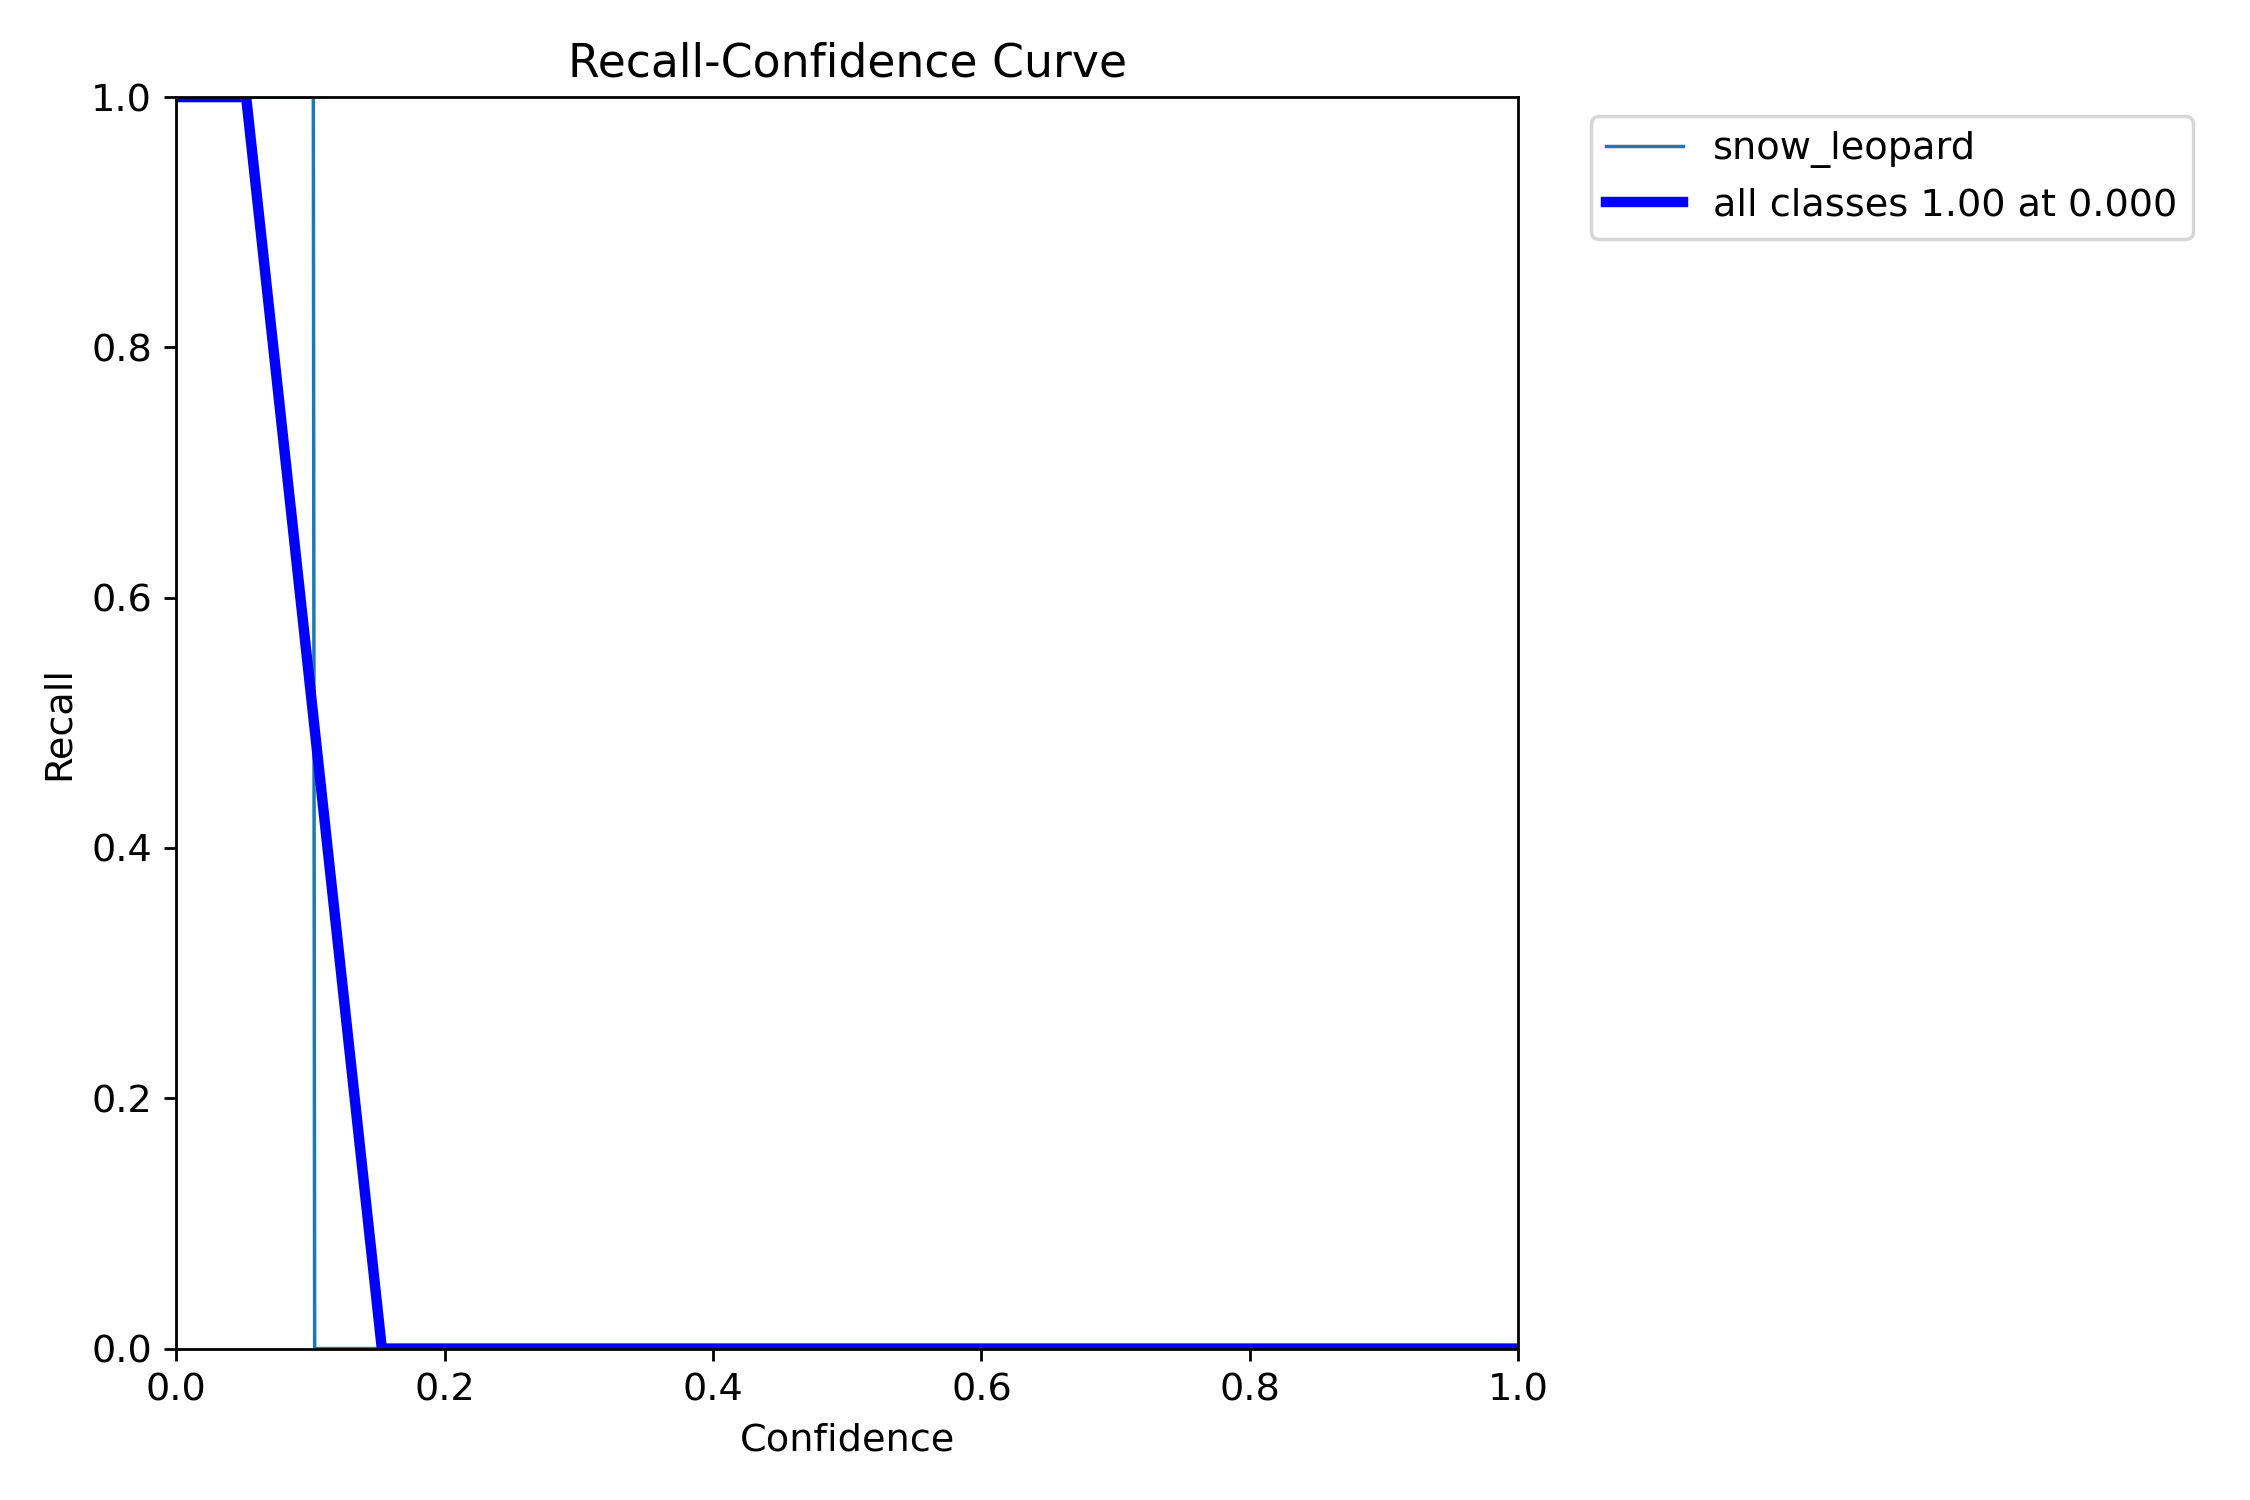 Recall-Confidence Curve
1.0
0.8
0.6
0.4
0.2
0.0
Recall
0.0 0.2 0.4 0.6 0.8 1.0
Confidence
snow_leopard
all classes 1.00 at 0.000